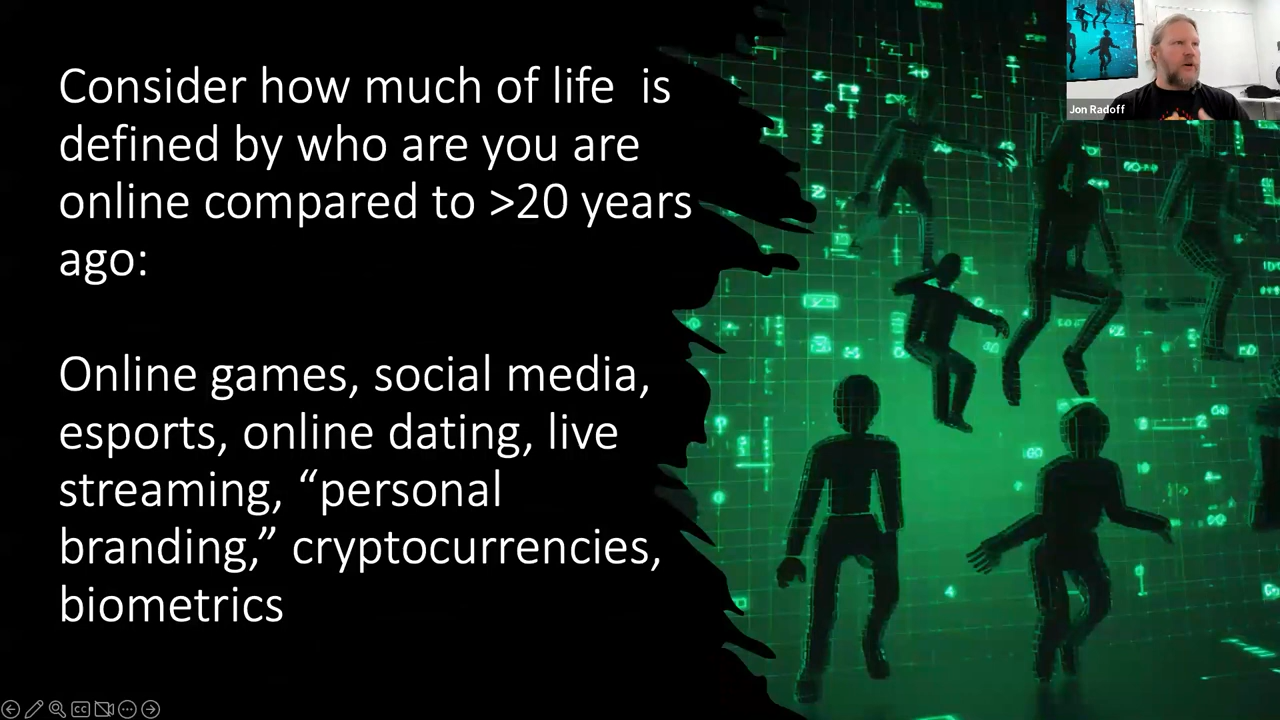 Consider how much of life  is
defined by who are you are
online compared to >20 years
ago:
Online games, social media,
esports, online dating, live
streaming, “personal
branding,” cryptocurrencies,
biometrics
Jon Radoff
CC